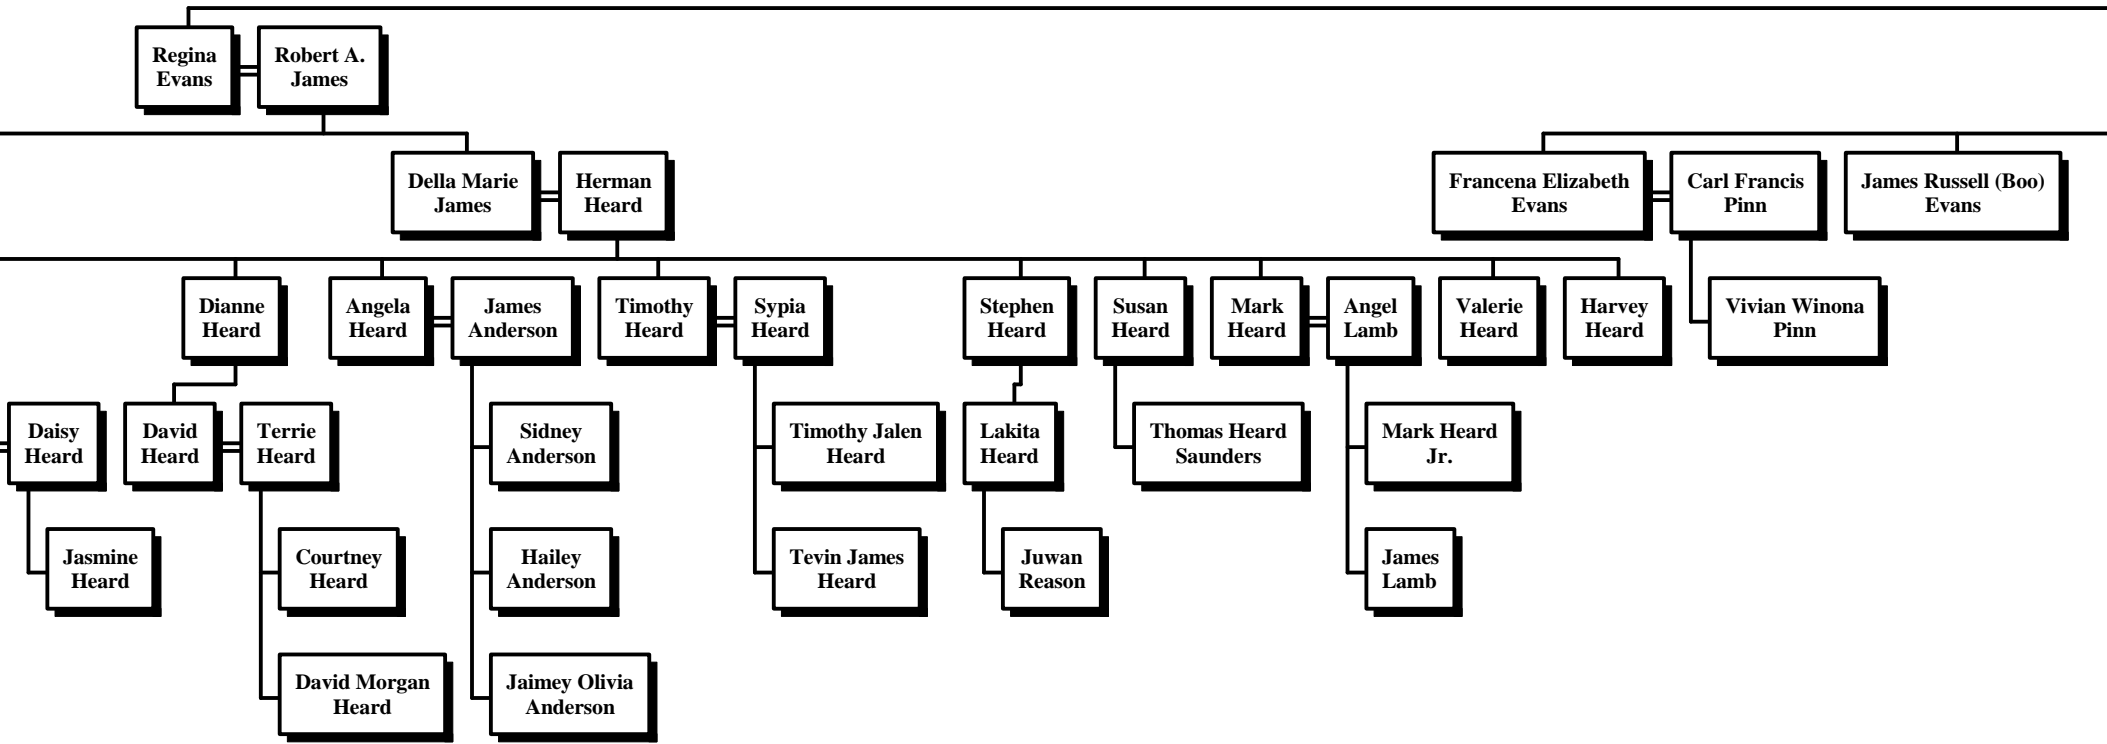 Regina
Evans
Robert A.
James
Della Marie
James
Herman
Heard
Francena Elizabeth
Evans
Carl Francis
Pinn
James Russell (Boo)
Evans
Dianne
Heard
Angela
Heard
James
Anderson
Timothy
Heard
Sypia
Heard
Stephen
Heard
Susan
Heard
Mark
Heard
Angel
Lamb
Valerie
Heard
Harvey
Heard
Vivian Winona
Pinn
Daisy
Heard
David
Heard
Terrie
Heard
Sidney
Anderson
Timothy Jalen
Heard
Lakita
Heard
Thomas Heard
Saunders
Mark Heard
Jr.
Jasmine
Heard
Courtney
Heard
Hailey
Anderson
Tevin James
Heard
Juwan
Reason
James
Lamb
David Morgan
Heard
Jaimey Olivia
Anderson